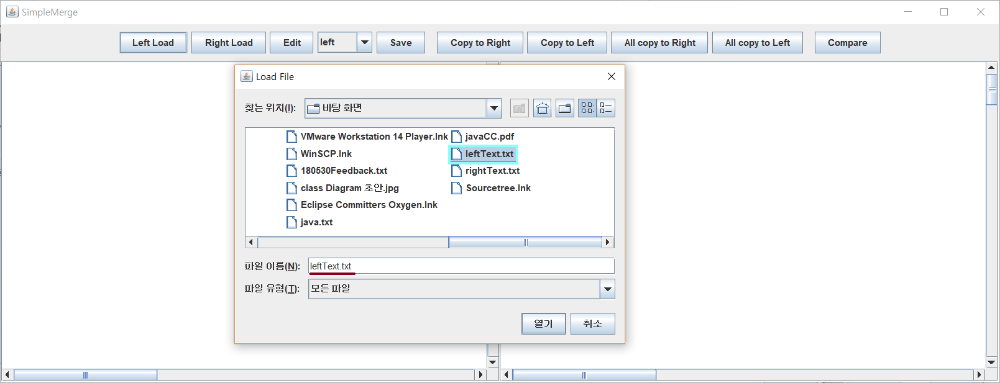 SimpleMerge
Left Load Right Load Edit left Save Copy to Right Copy to Left All copy to Right All copy to Left Compare
Load File
찾는 위치(I): 바탕 화면
VMware Workstation 14 Player.lnk javaCC.pdf
WinSCP.lnk leftText.txt
180530Feedback.txt rightText.txt
class Diagram 초안.jpg Sourcetree.lnk
Eclipse Committers Oxygen.lnk
java.txt
파일 이름(N): leftText.txt
파일 유형(T): 모든 파일
열기 취소